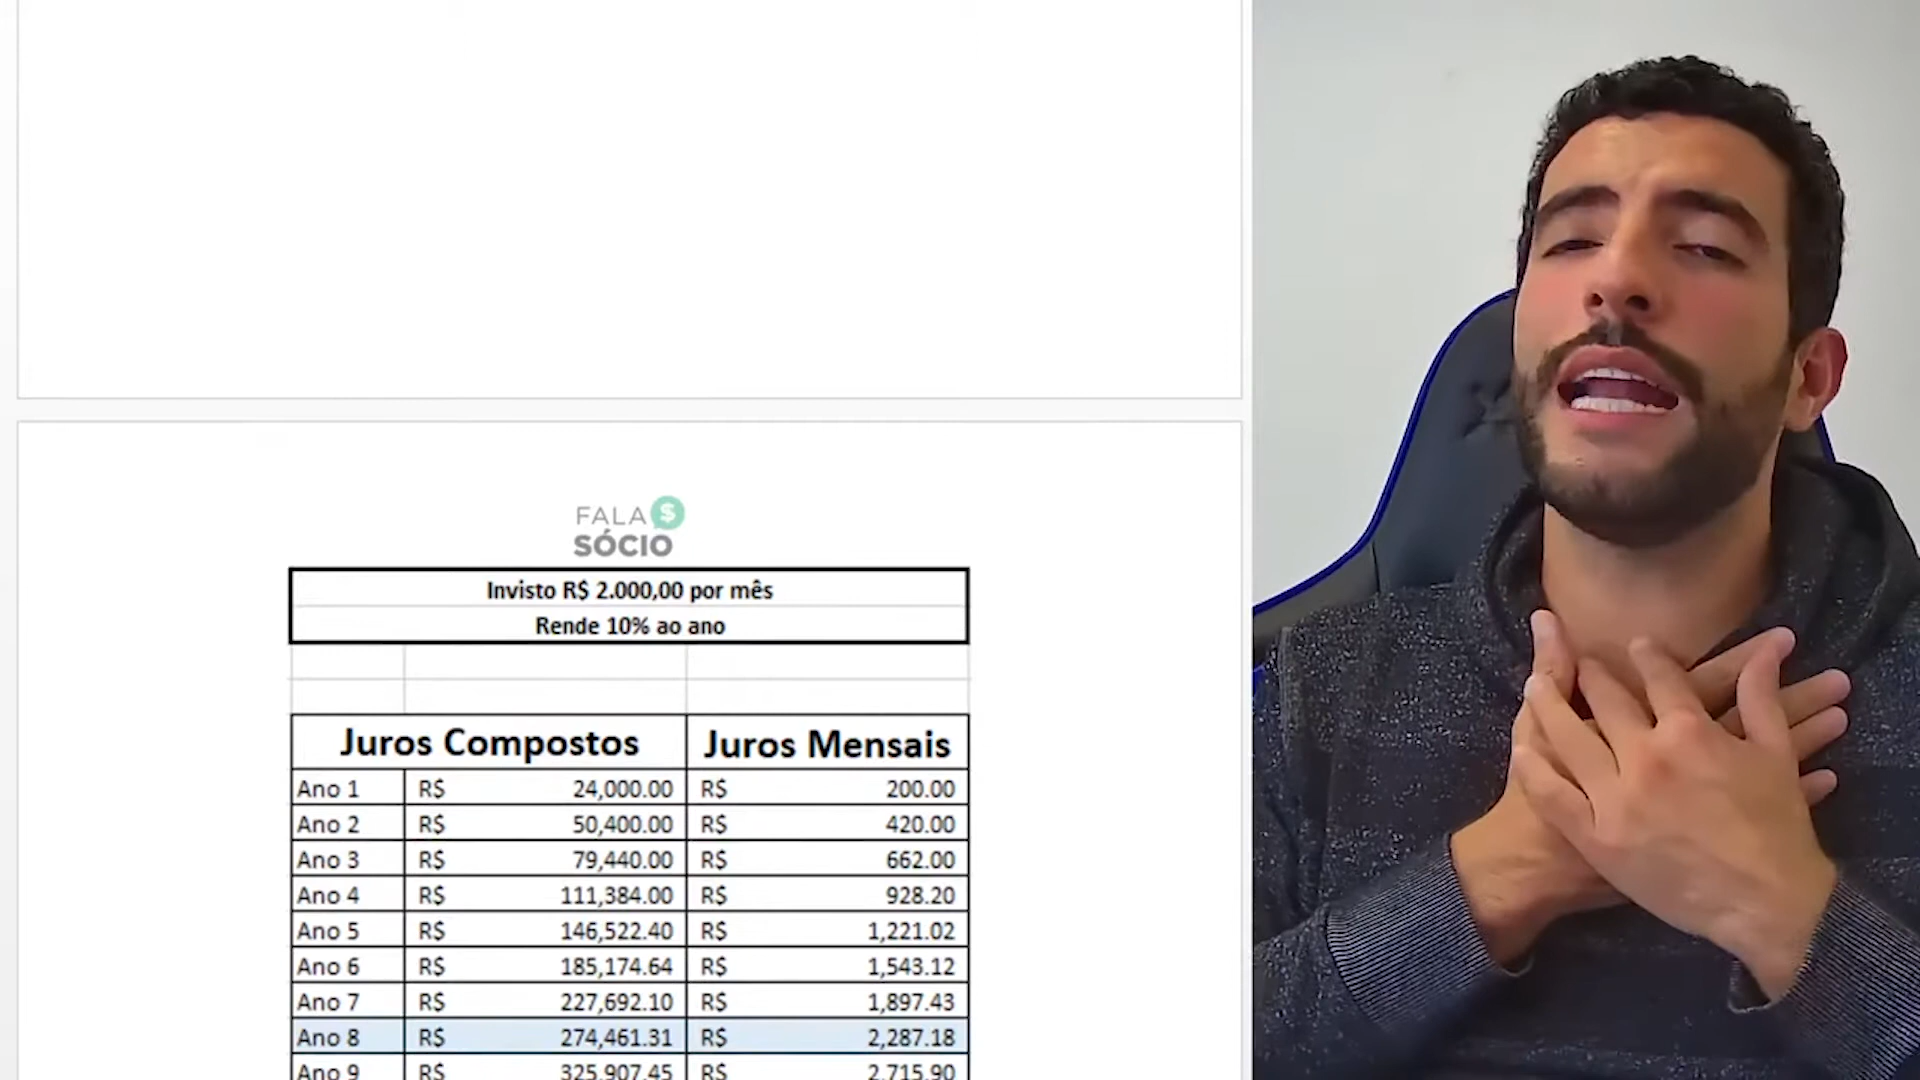 FALA $
SÓCIO
Invisto R$ 2.000,00 por mês
Rende 10% ao ano
Juros Compostos Juros Mensais
Ano 1 R$ 24,000.00 R$ 200.00
Ano 2 R$ 50,400.00 R$ 420.00
Ano 3 R$ 79,440.00 R$ 662.00
Ano 4 R$ 111,384.00 R$ 928.20
Ano 5 R$ 146,522.40 R$ 1,221.02
Ano 6 R$ 185,174.64 R$ 1,543.12
Ano 7 R$ 227,692.10 R$ 1,897.43
Ano 8 R$ 274,461.31 R$ 2,287.18
Ano 9 R$ 325,907.45 R$ 2,715.90